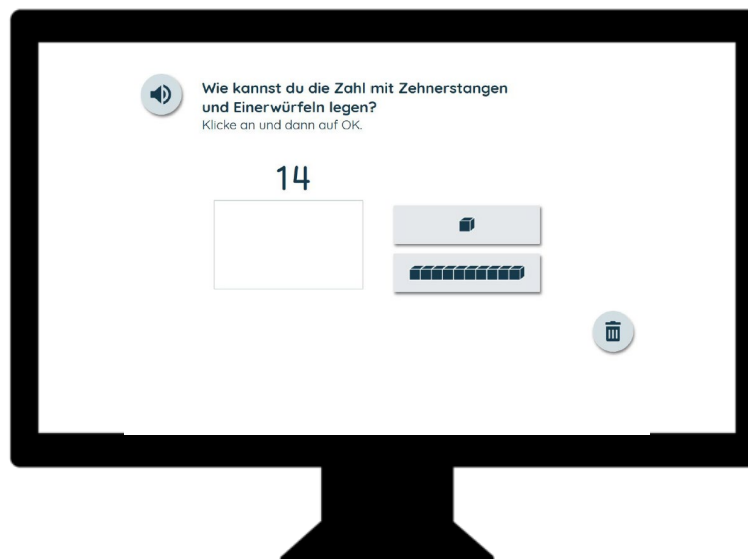 Wie kannst du die Zahl mit Zehnerstangen
und Einerwürfeln legen?
Klicke an und dann auf OK.
14